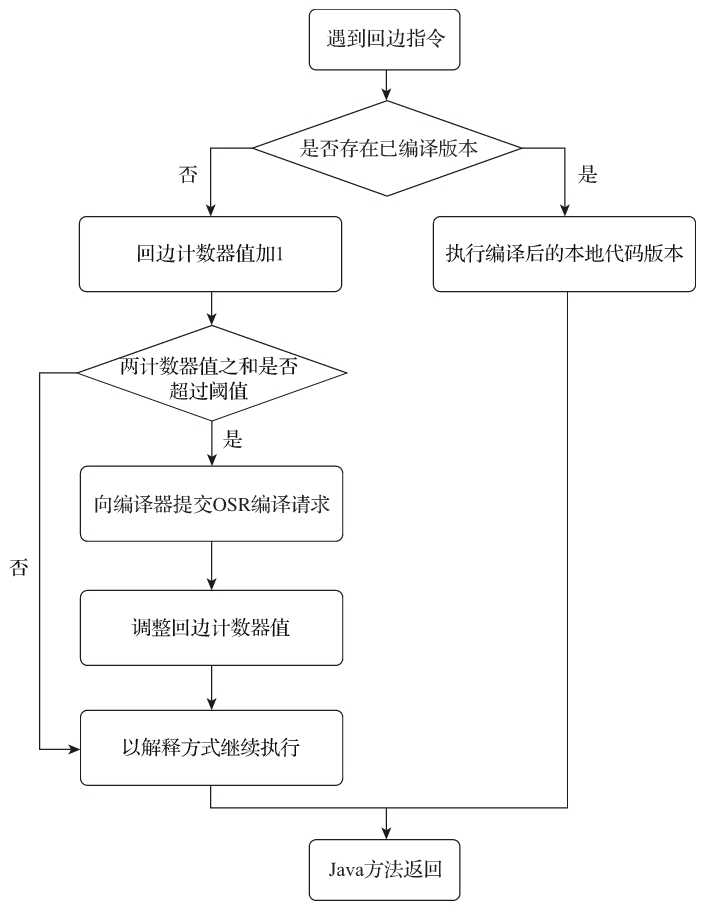 遇到回边指令
是否存在已编译版本
否
是
回边计数器值加1
执行编译后的本地代码版本
两计数器值之和是否
超过阈值
是
向编译器提交OSR编译请求
否
调整回边计数器值
以解释方式继续执行
Java方法返回